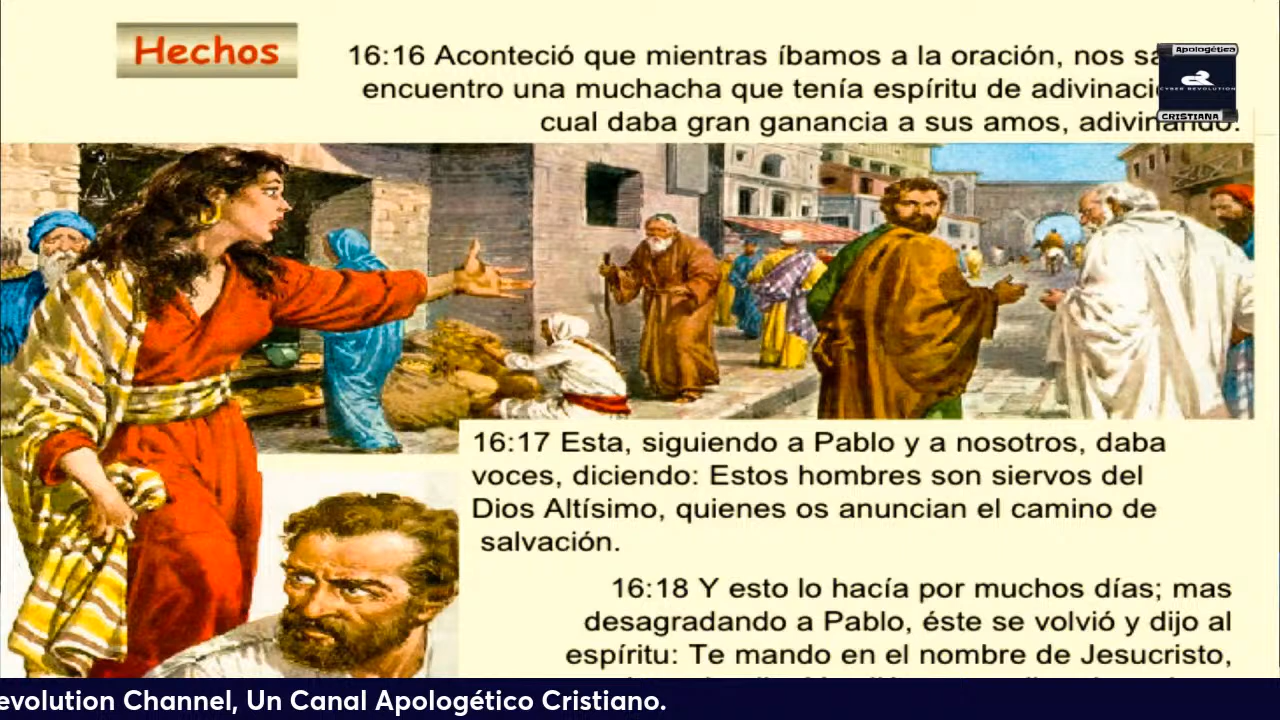 Hechos
16:16 Aconteció que mientras íbamos a la oración, nos
encuentro una muchacha que tenía espíritu de
cual daba gran ganancia a sus amos, adivinando.
Apologética
CYBER REVOLUTION
CRISTIANA
16:17 Esta, siguiendo a Pablo y a nosotros, daba
voces, diciendo: Estos hombres son siervos del
Dios Altísimo, quienes os anuncian el camino de
salvación.
16:18 Y esto lo hacía por muchos días; mas
desagradando a Pablo, éste se volvió y dijo al
espíritu: Te mando en el nombre de Jesucristo,
evolution Channel, Un Canal Apologético Cristiano.